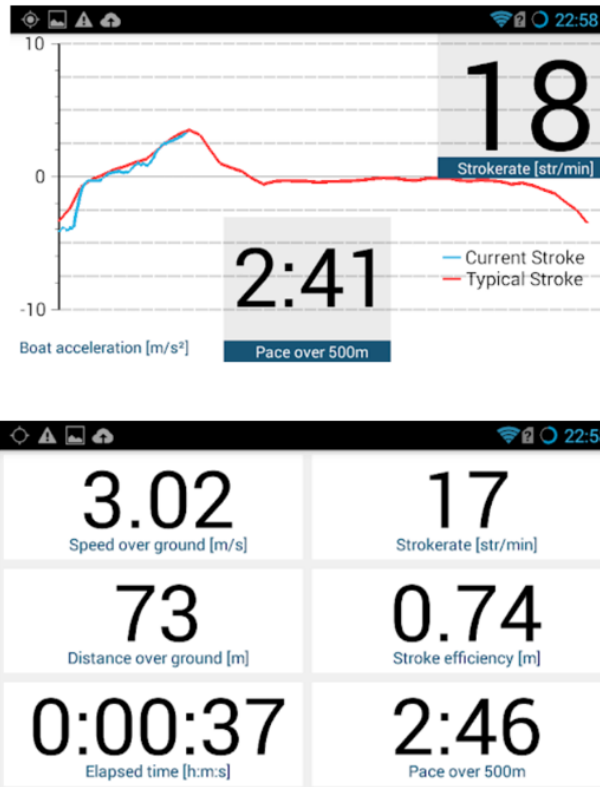 22:58
10
18
Strokerate [str/min]
0
2:41
Current Stroke
Typical Stroke
-10
Boat acceleration [m/s²]
Pace over 500m
22:5
3.02
17
Speed over ground [m/s]
Strokerate [str/min]
73
0.74
Distance over ground [m]
Stroke efficiency [m]
0:00:37
2:46
Elapsed time [h:m:s]
Pace over 500m